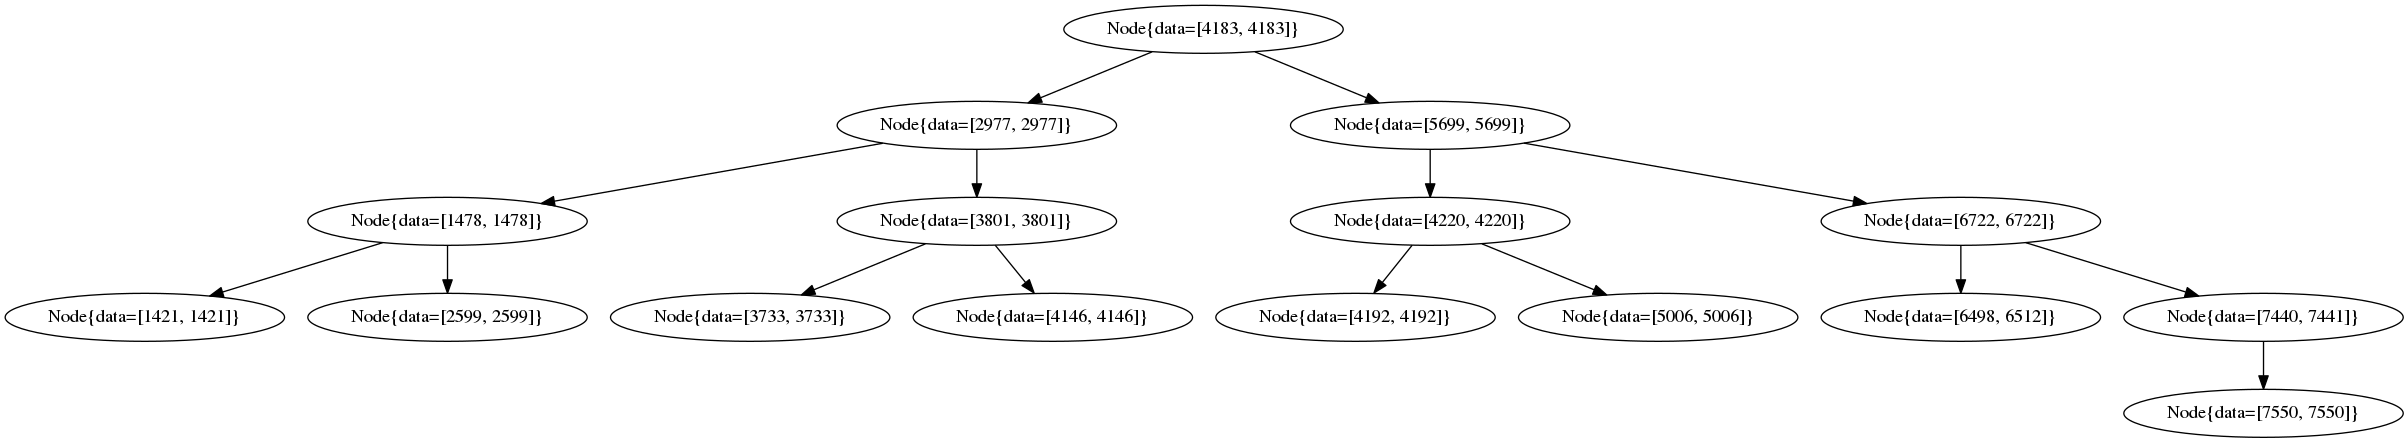 Node{data=[4183, 4183]}
Node{data=[2977, 2977]}
Node{data=[5699, 5699]}
Node{data=[1478, 1478]}
Node{data=[3801, 3801]}
Node{data=[4220, 4220]}
Node{data=[6722, 6722]}
Node{data=[1421, 1421]}
Node{data=[2599, 2599]}
Node{data=[3733, 3733]}
Node{data=[4146, 4146]}
Node{data=[4192, 4192]}
Node{data=[5006, 5006]}
Node{data=[6498, 6512]}
Node{data=[7440, 7441]}
Node{data=[7550, 7550]}